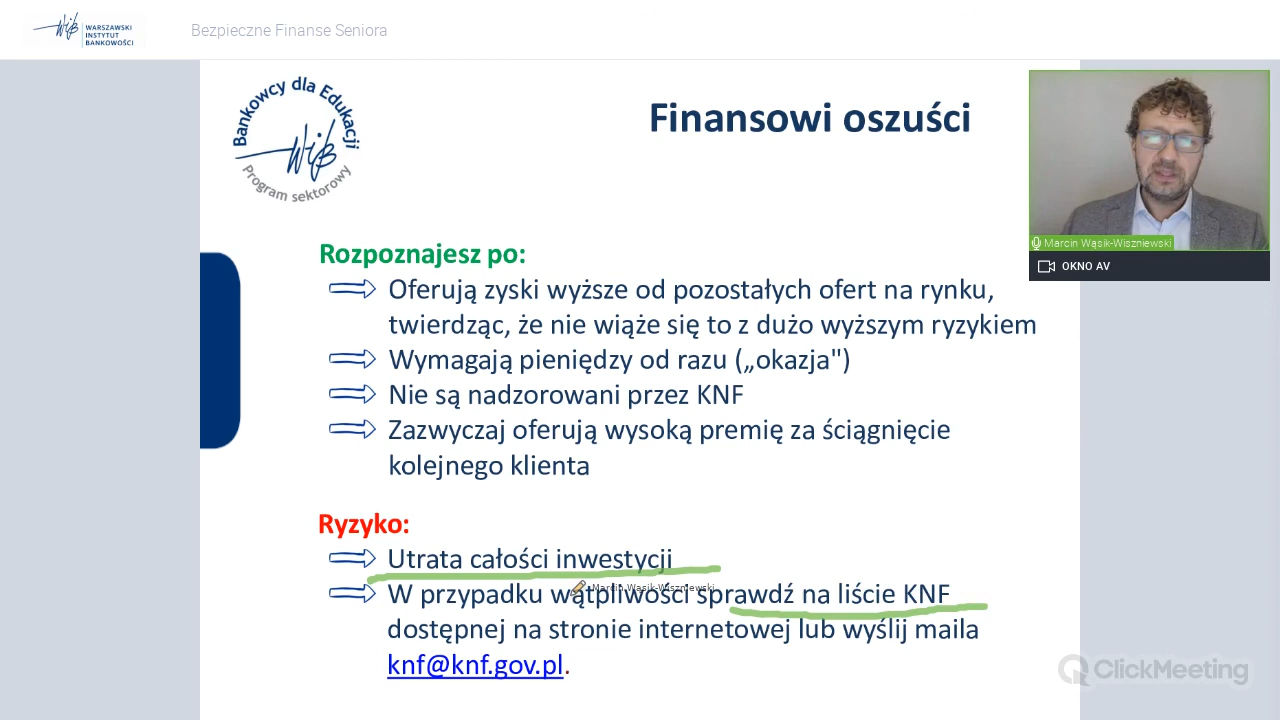 WARSZAWSKI
INSTYTUT
BANKOWOŚCI
Bezpieczne Finanse Seniora
Bankowcy dla Edukacji
WiB
Program sektorowy
Finansowi oszuści
Marcin Wąsik-Wiszniewski
OKNO AV
Rozpoznajesz po:
Oferują zyski wyższe od pozostałych ofert na rynku,
twierdząc, że nie wiąże się to z dużo wyższym ryzykiem
Wymagają pieniędzy od razu („okazja")
Nie są nadzorowani przez KNF
Zazwyczaj oferują wysoką premię za ściągnięcie
kolejnego klienta
Ryzyko:
Utrata całości inwestycji
Marcin Wąsik-Wiszniewski
W przypadku wątpliwości sprawdź na liście KNF
dostępnej na stronie internetowej lub wyślij maila
knf@knf.gov.pl.
ClickMeeting